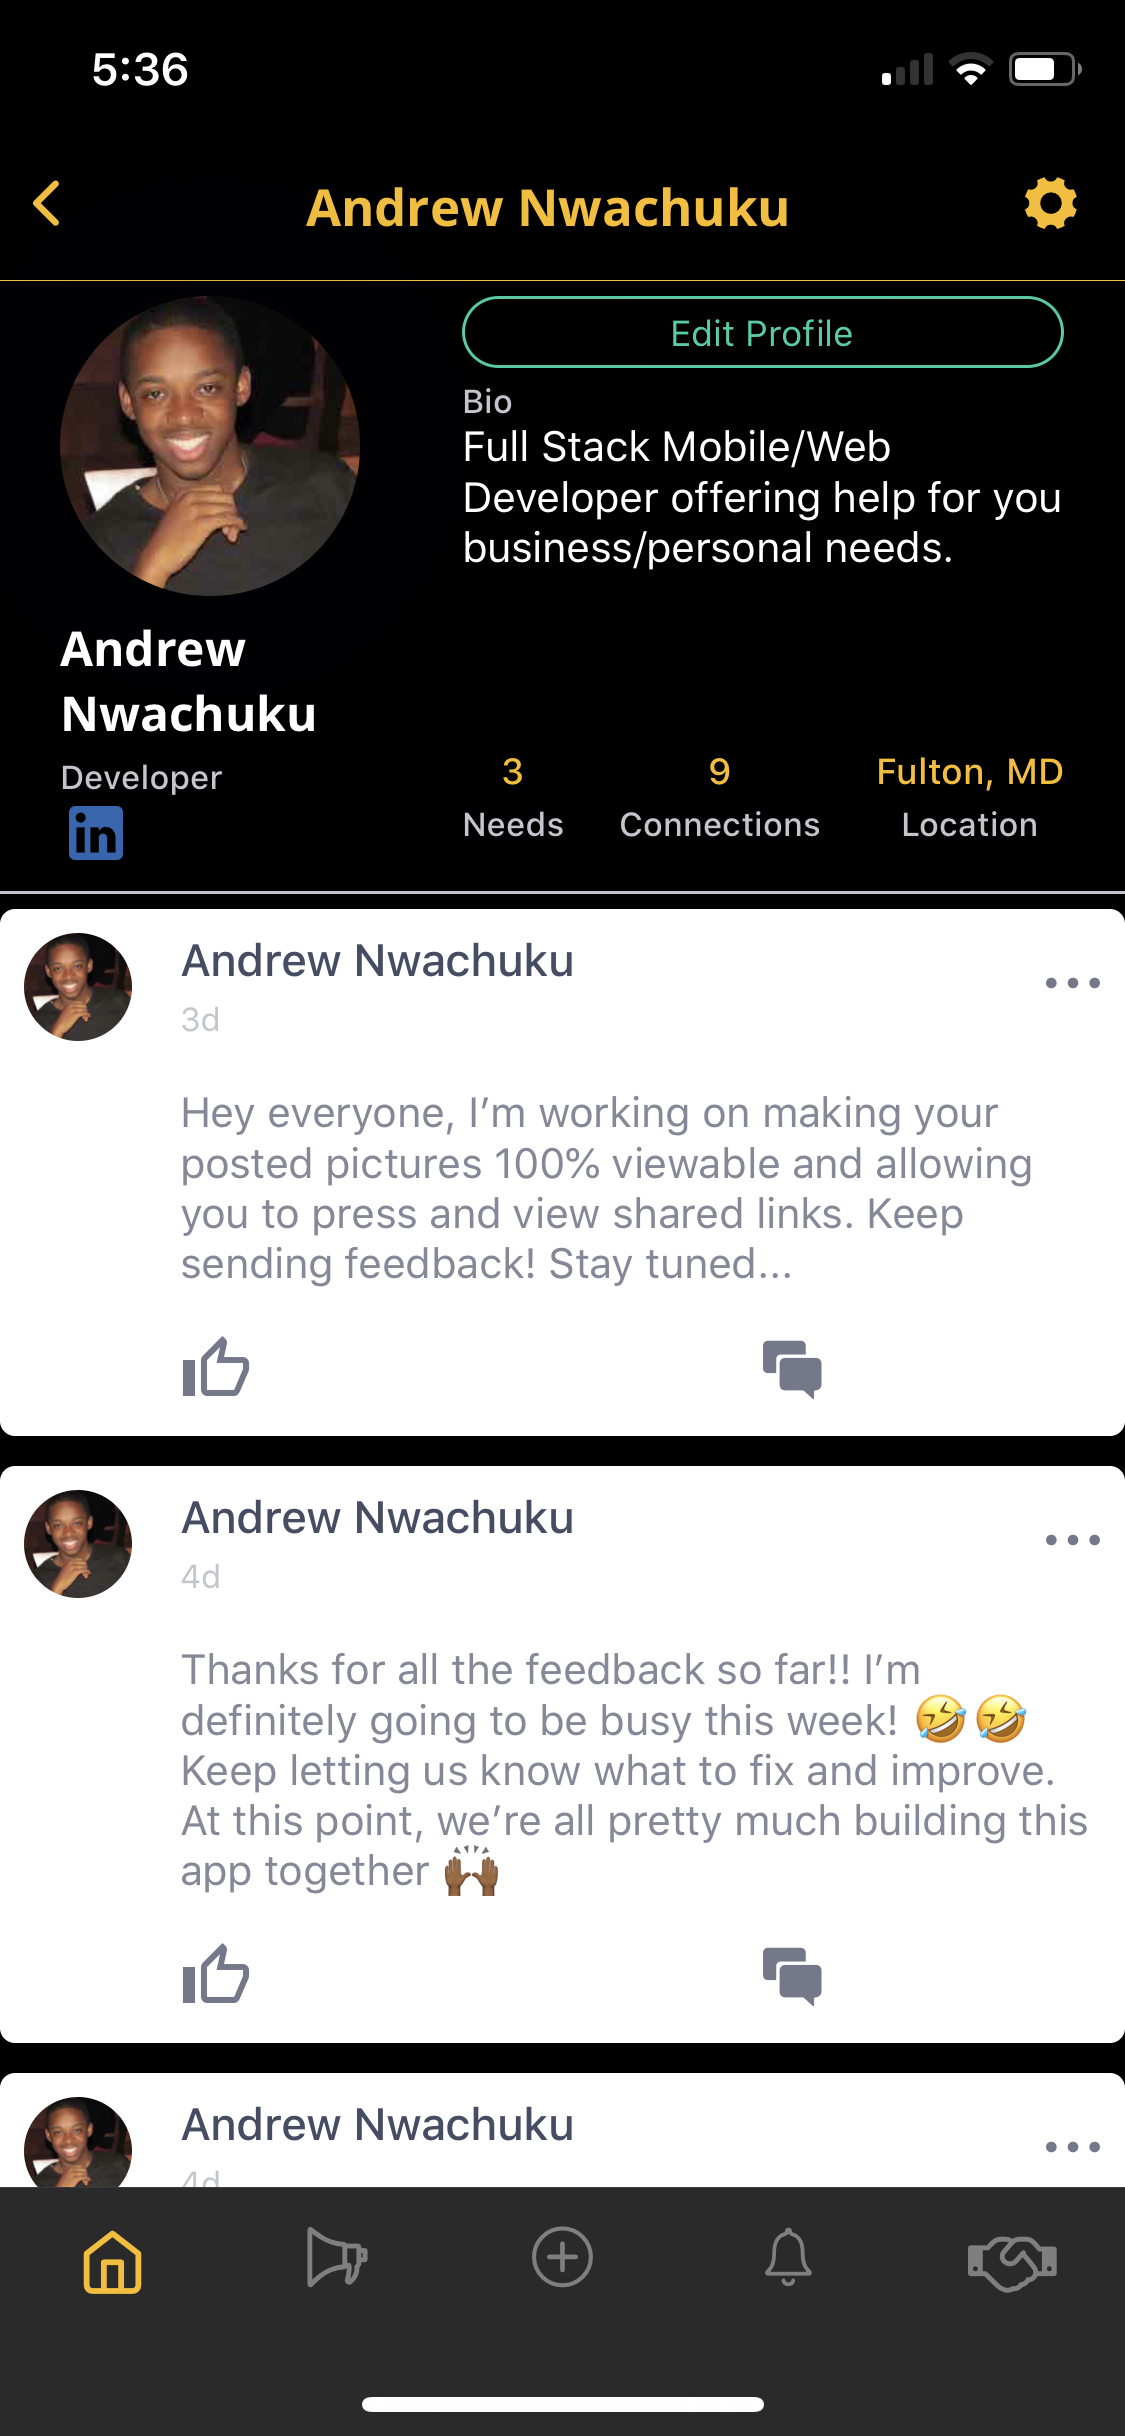 5:36
Andrew Nwachuku
Edit Profile
Bio
Full Stack Mobile/Web
Developer offering help for you
business/personal needs.
Andrew
Nwachuku
Developer
in
3
Needs
9
Connections
Fulton, MD
Location
Andrew Nwachuku
3d
Hey everyone, I’m working on making your
posted pictures 100% viewable and allowing
you to press and view shared links. Keep
sending feedback! Stay tuned...
Andrew Nwachuku
4d
Thanks for all the feedback so far!! I’m
definitely going to be busy this week! 🤣🤣
Keep letting us know what to fix and improve.
At this point, we’re all pretty much building this
app together 🙌🏾
Andrew Nwachuku
4d